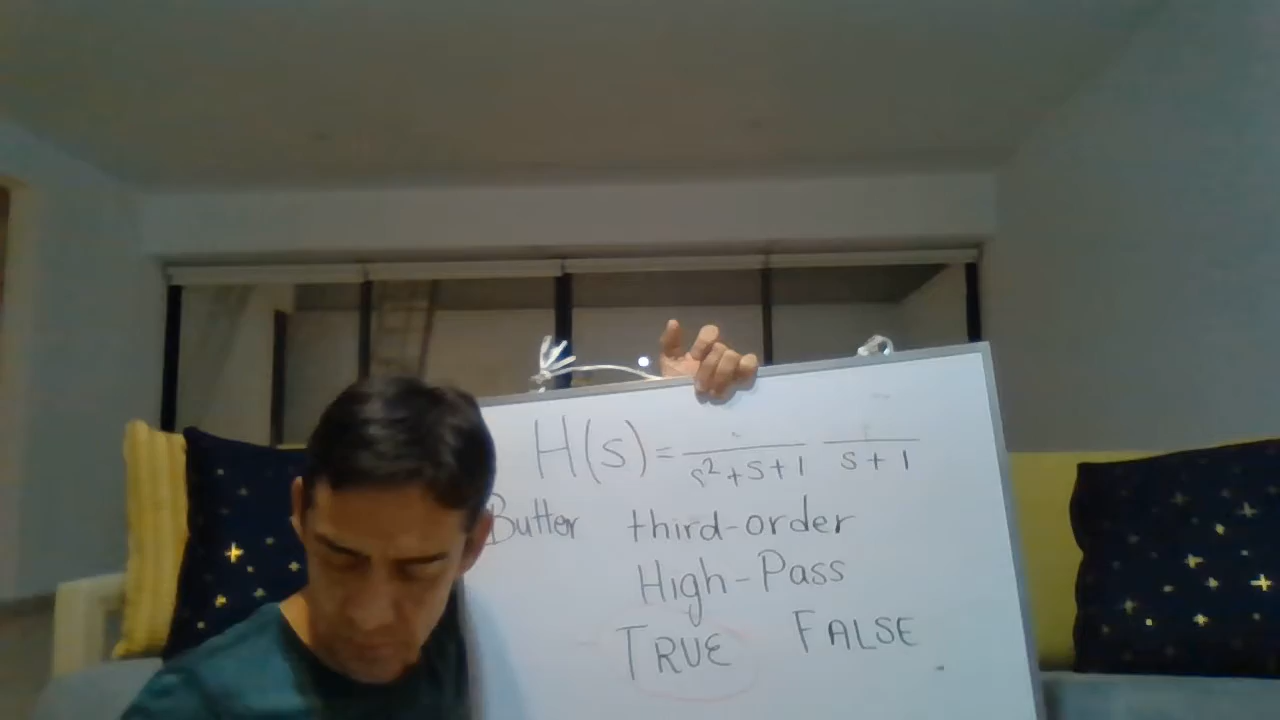 H(s) = / s²+s+1 / s+1
Butter third-order
High-Pass
TRUE FALSE